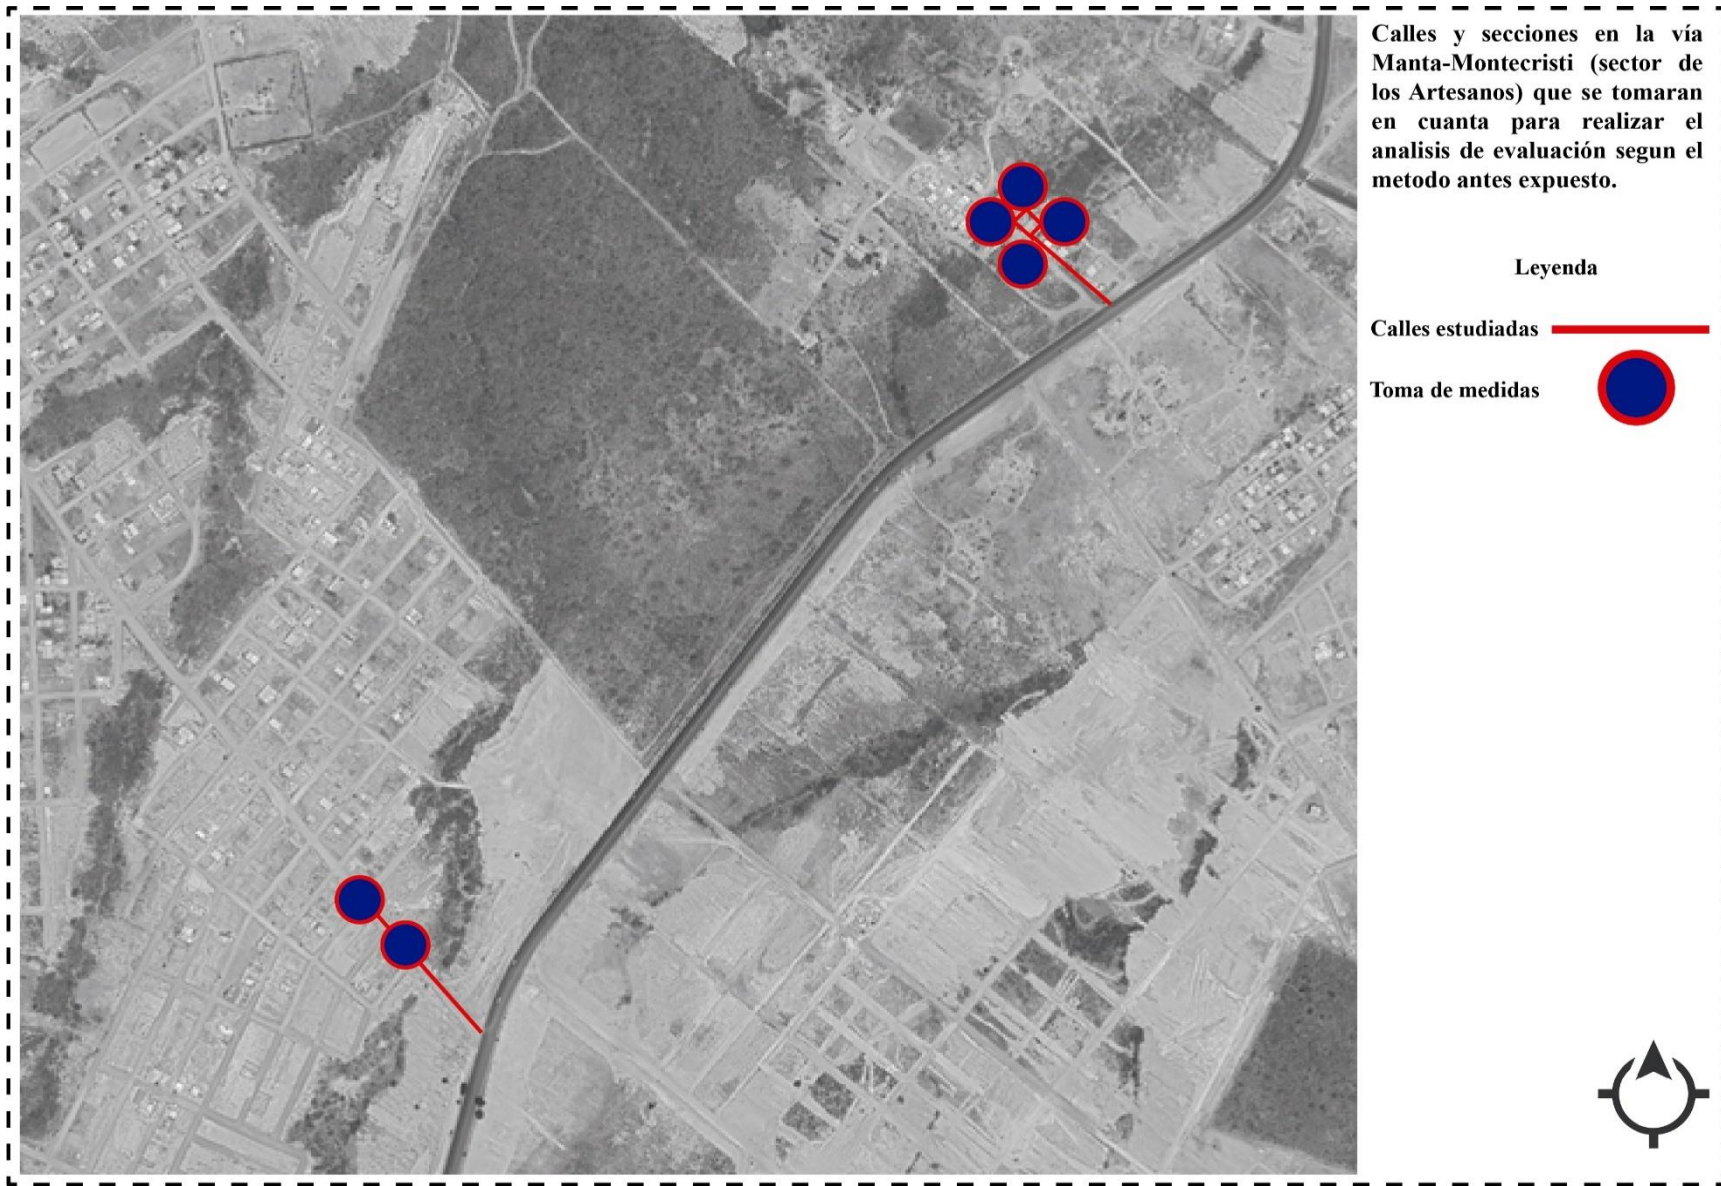 Calles y secciones en la vía
Manta-Montecristi (sector de
los Artesanos) que se tomaran
en cuanta para realizar el
analisis de evaluación segun el
metodo antes expuesto.
Leyenda
Calles estudiadas
Toma de medidas